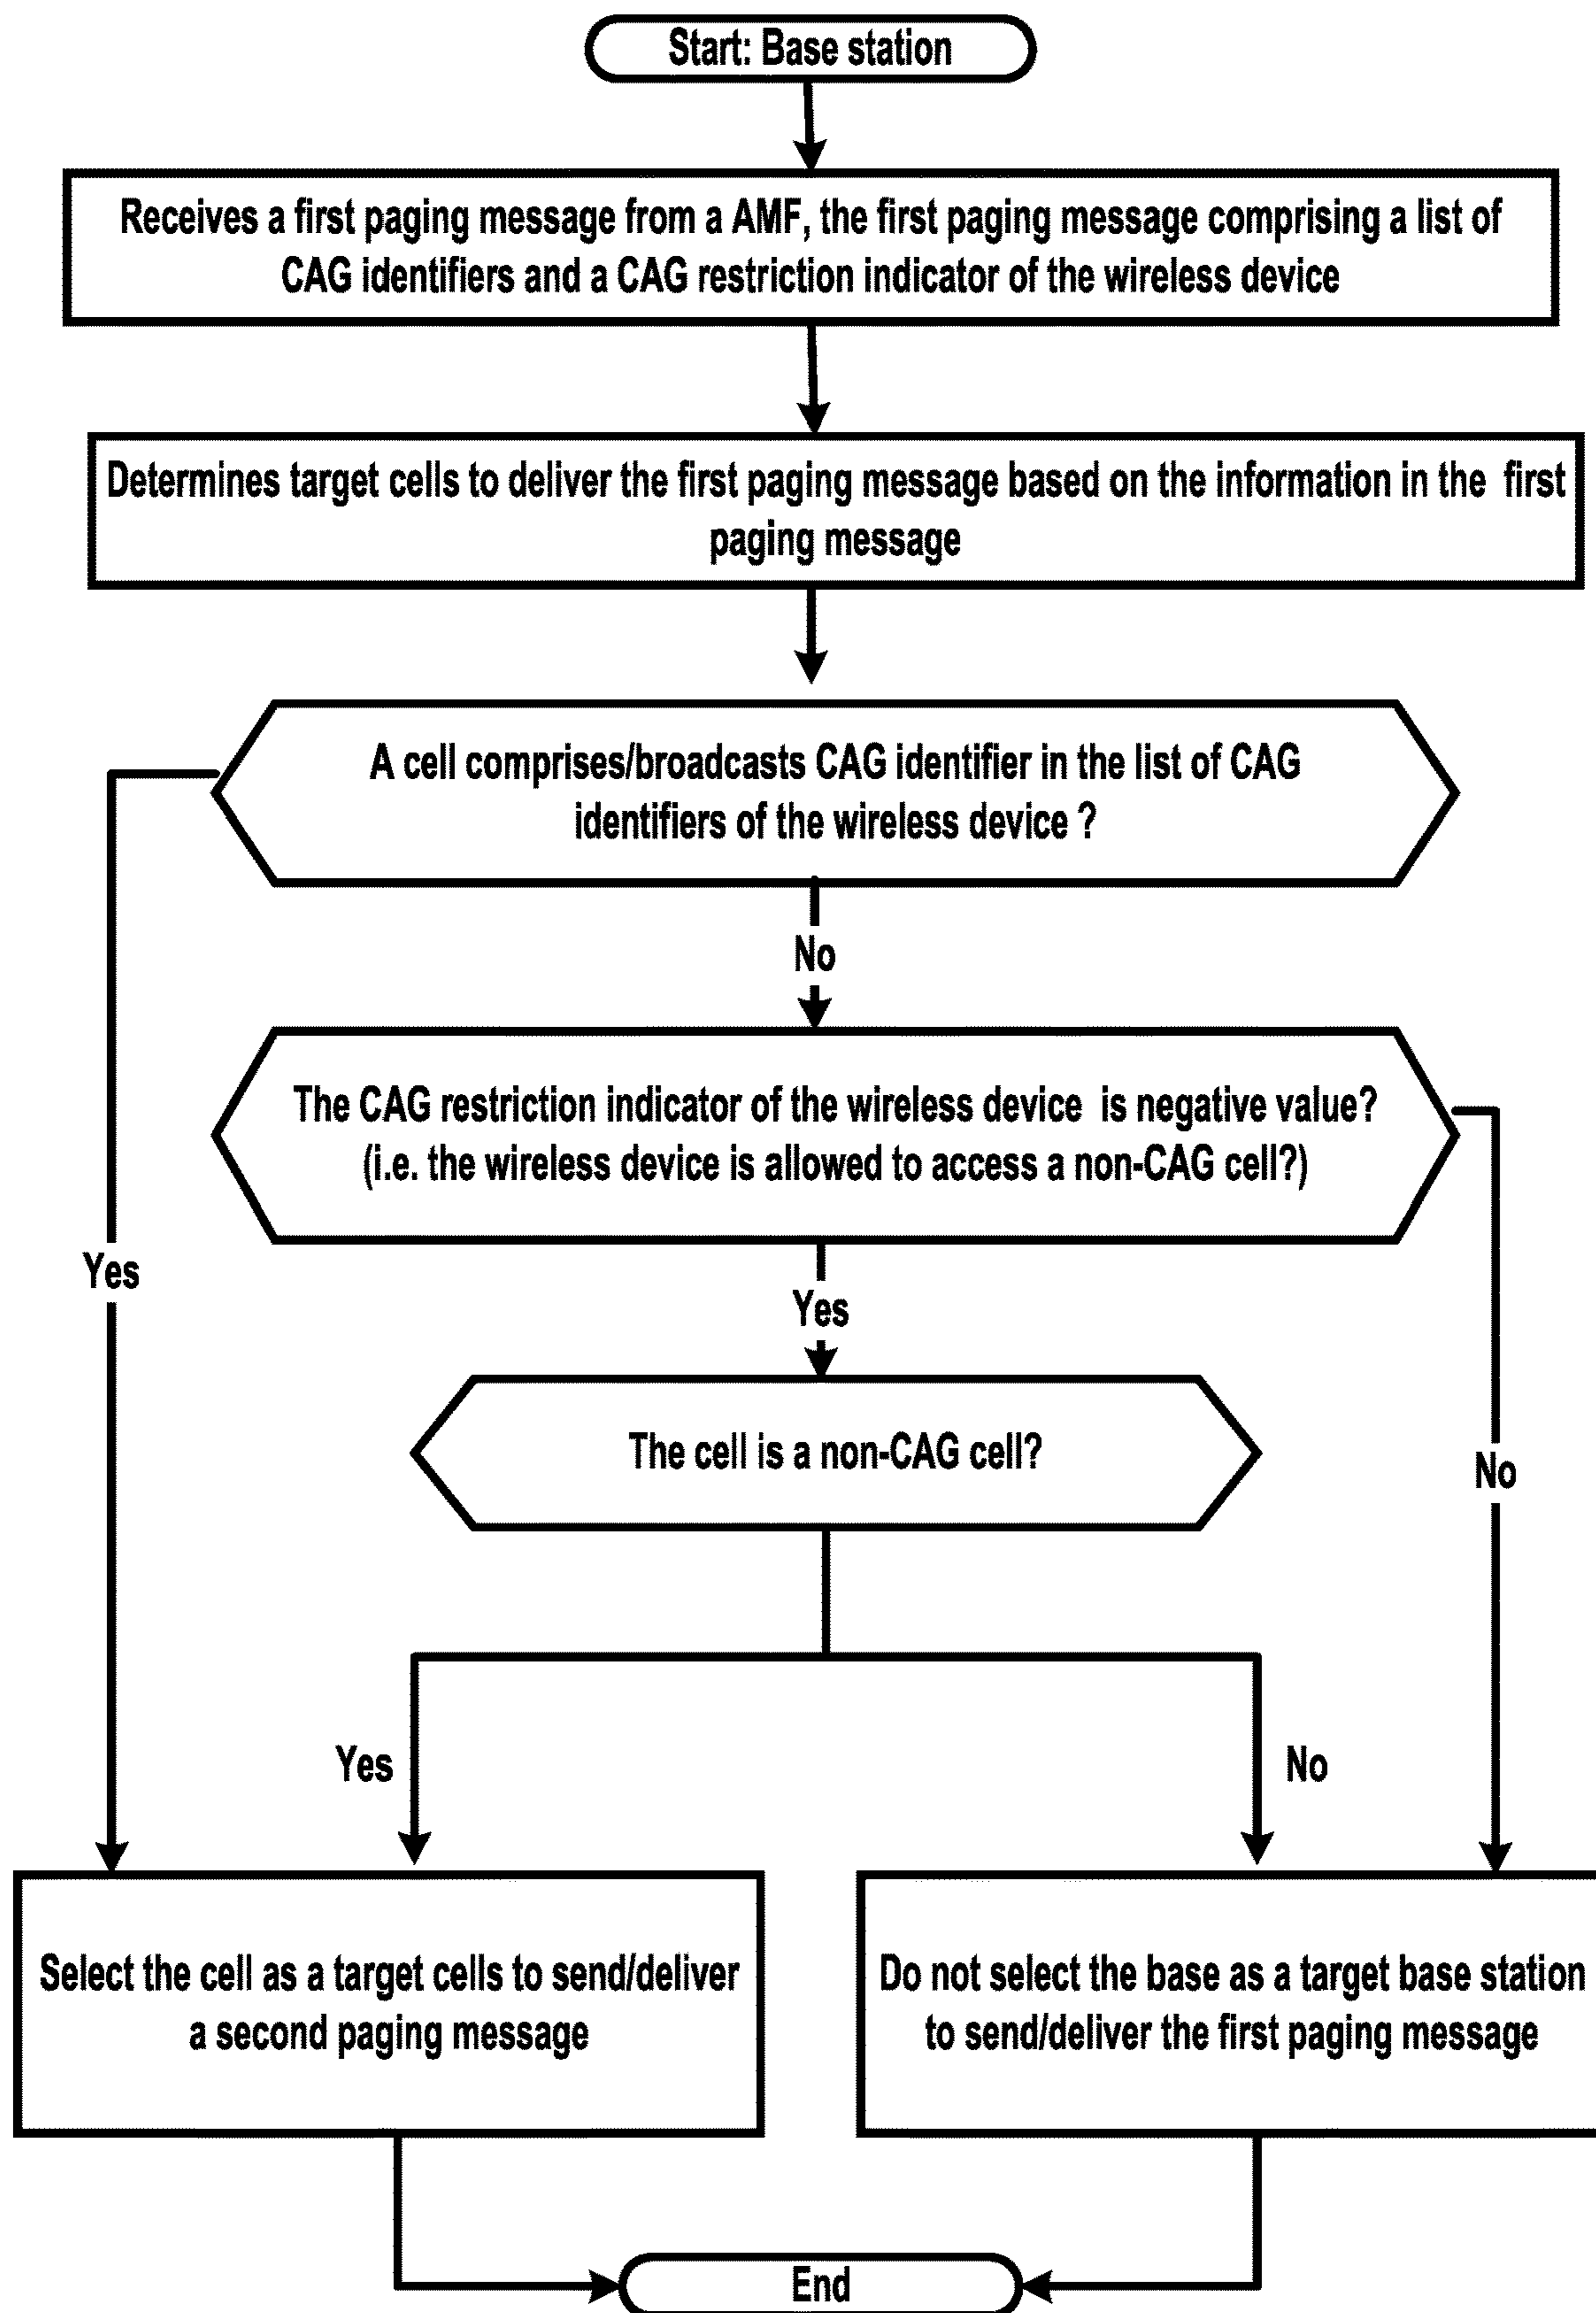 Start: Base station
Receives a first paging message from a AMF, the first paging message comprising a list of
CAG identifiers and a CAG restriction indicator of the wireless device
Determines target cells to deliver the first paging message based on the information in the first
paging message
A cell comprises/broadcasts CAG identifier in the list of CAG
identifiers of the wireless device ?
No
The CAG restriction indicator of the wireless device is negative value?
(i.e. the wireless device is allowed to access a non-CAG cell?)
Yes
Yes
The cell is a non-CAG cell?
No
Yes
No
Select the cell as a target cells to send/deliver
a second paging message
Do not select the base as a target base station
to send/deliver the first paging message
End